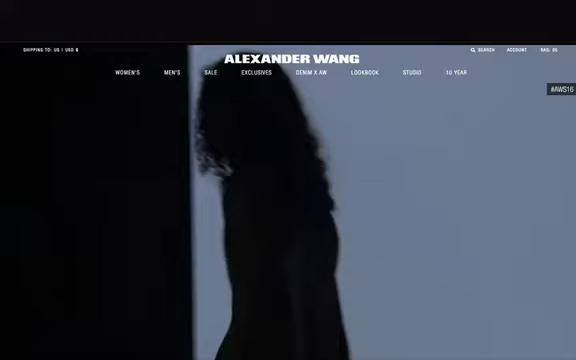 SHIPPING TO: US | USD $
SEARCH ACCOUNT BAG: 00
ALEXANDER WANG
WOMEN'S MEN'S SALE EXCLUSIVES DENIM X AW LOOKBOOK STUDIO 10 YEAR
#AWS16